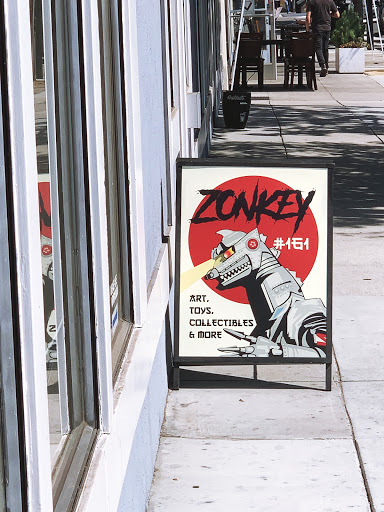 ZONKEY
#161
ART,
TOYS,
COLLECTIBLES
& MORE